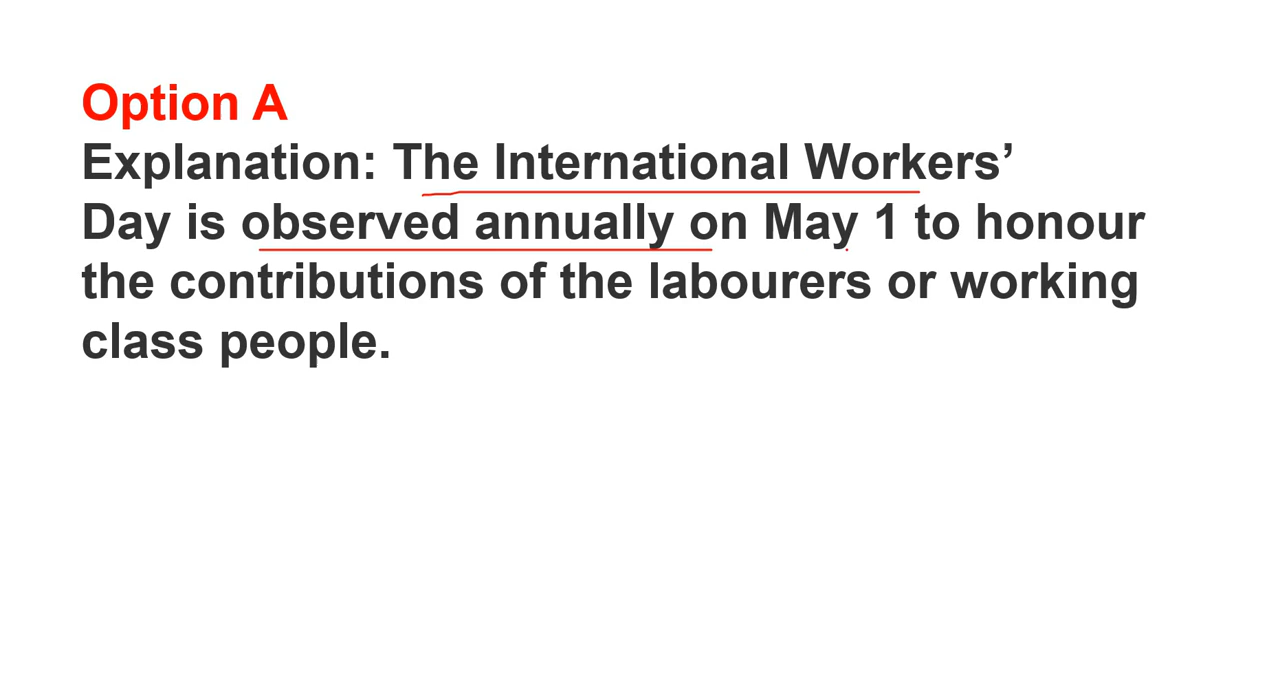 Option A
Explanation: The International Workers’
Day is observed annually on May 1 to honour
the contributions of the labourers or working
class people.